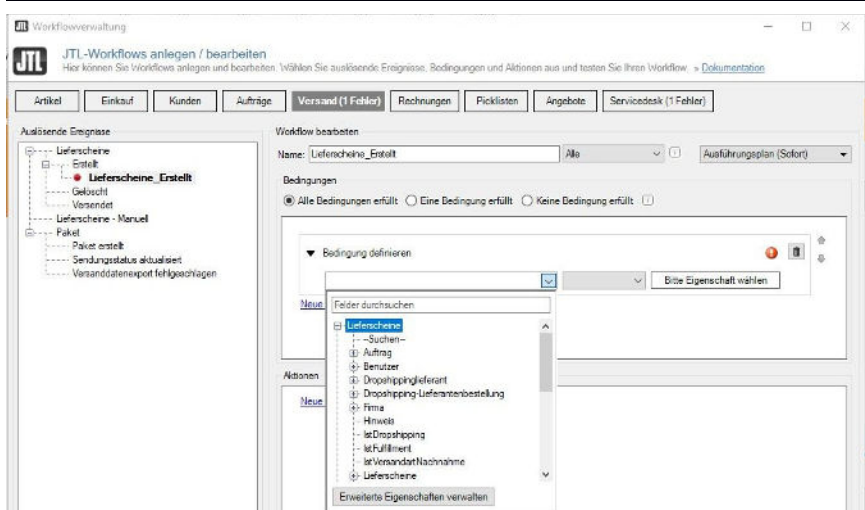 JTL Workflowverwaltung
JTL
JTL-Workflows anlegen / bearbeiten
Hier können Sie Workflows anlegen und bearbeiten. Wählen Sie auslösende Ereignisse, Bedingungen und Aktionen aus und testen Sie Ihren Workflow. » Dokumentation
Artikel Einkauf Kunden Aufträge Versand (1 Fehler) Rechnungen Picklisten Angebote Servicedesk (1 Fehler)
Auslösende Ereignisse
Lieferscheine
Erstellt
Lieferscheine_Erstellt
Gelöscht
Versendet
Lieferscheine - Manuell
Paket
Paket erstellt
Sendungsstatus aktualisiert
Versanddatenexport fehlgeschlagen
Workflow bearbeiten
Name: Lieferscheine_Erstellt Alle Ausführungsplan (Sofort)
Bedingungen
Alle Bedingungen erfüllt Eine Bedingung erfüllt Keine Bedingung erfüllt
Bedingung definieren
Bitte Eigenschaft wählen
Neue
Felder durchsuchen
Lieferscheine
--Suchen--
Auftrag
Benutzer
Dropshippinglieferant
Dropshipping-Lieferantenbestellung
Firma
Hinweis
IstDropshipping
IstFulfillment
IstVersandartNachnahme
Lieferscheine
Erweiterte Eigenschaften verwalten
Aktionen
Neue